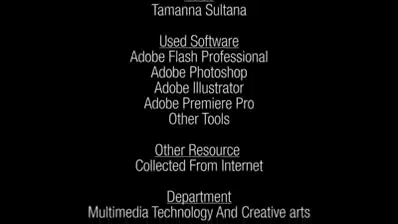 Tamanna Sultana
Used Software
Adobe Flash Professional
Adobe Photoshop
Adobe Illustrator
Adobe Premiere Pro
Other Tools
Other Resource
Collected From Internet
Department
Multimedia Technology And Creative arts